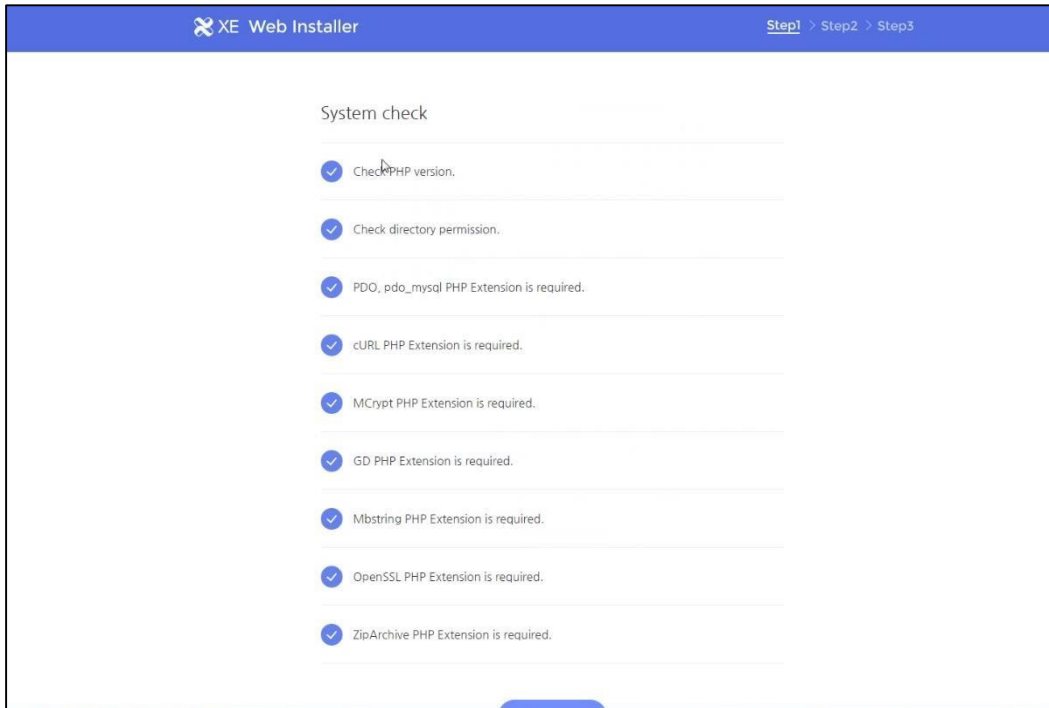 XE Web Installer
Step1 > Step2 > Step3
System check
Check PHP version.
Check directory permission.
PDO, pdo_mysql PHP Extension is required.
cURL PHP Extension is required.
MCrypt PHP Extension is required.
GD PHP Extension is required.
Mbstring PHP Extension is required.
OpenSSL PHP Extension is required.
ZipArchive PHP Extension is required.